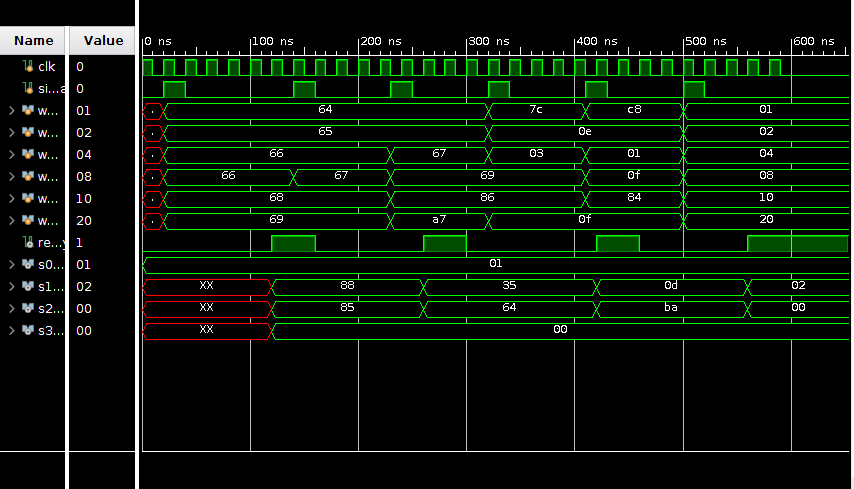 Name Value 0 ns 100 ns 200 ns 300 ns 400 ns 500 ns 600 ns
clk 0
si...a 0
w... 01 . 64 7c c8 01
w... 02 . 65 0e 02
w... 04 . 66 67 03 01 04
w... 08 . 66 67 69 0f 08
w... 10 . 68 86 84 10
w... 20 . 69 a7 0f 20
re...y 1
s0... 01 01
s1... 02 XX 88 35 0d 02
s2... 00 XX 85 64 ba 00
s3... 00 XX 00